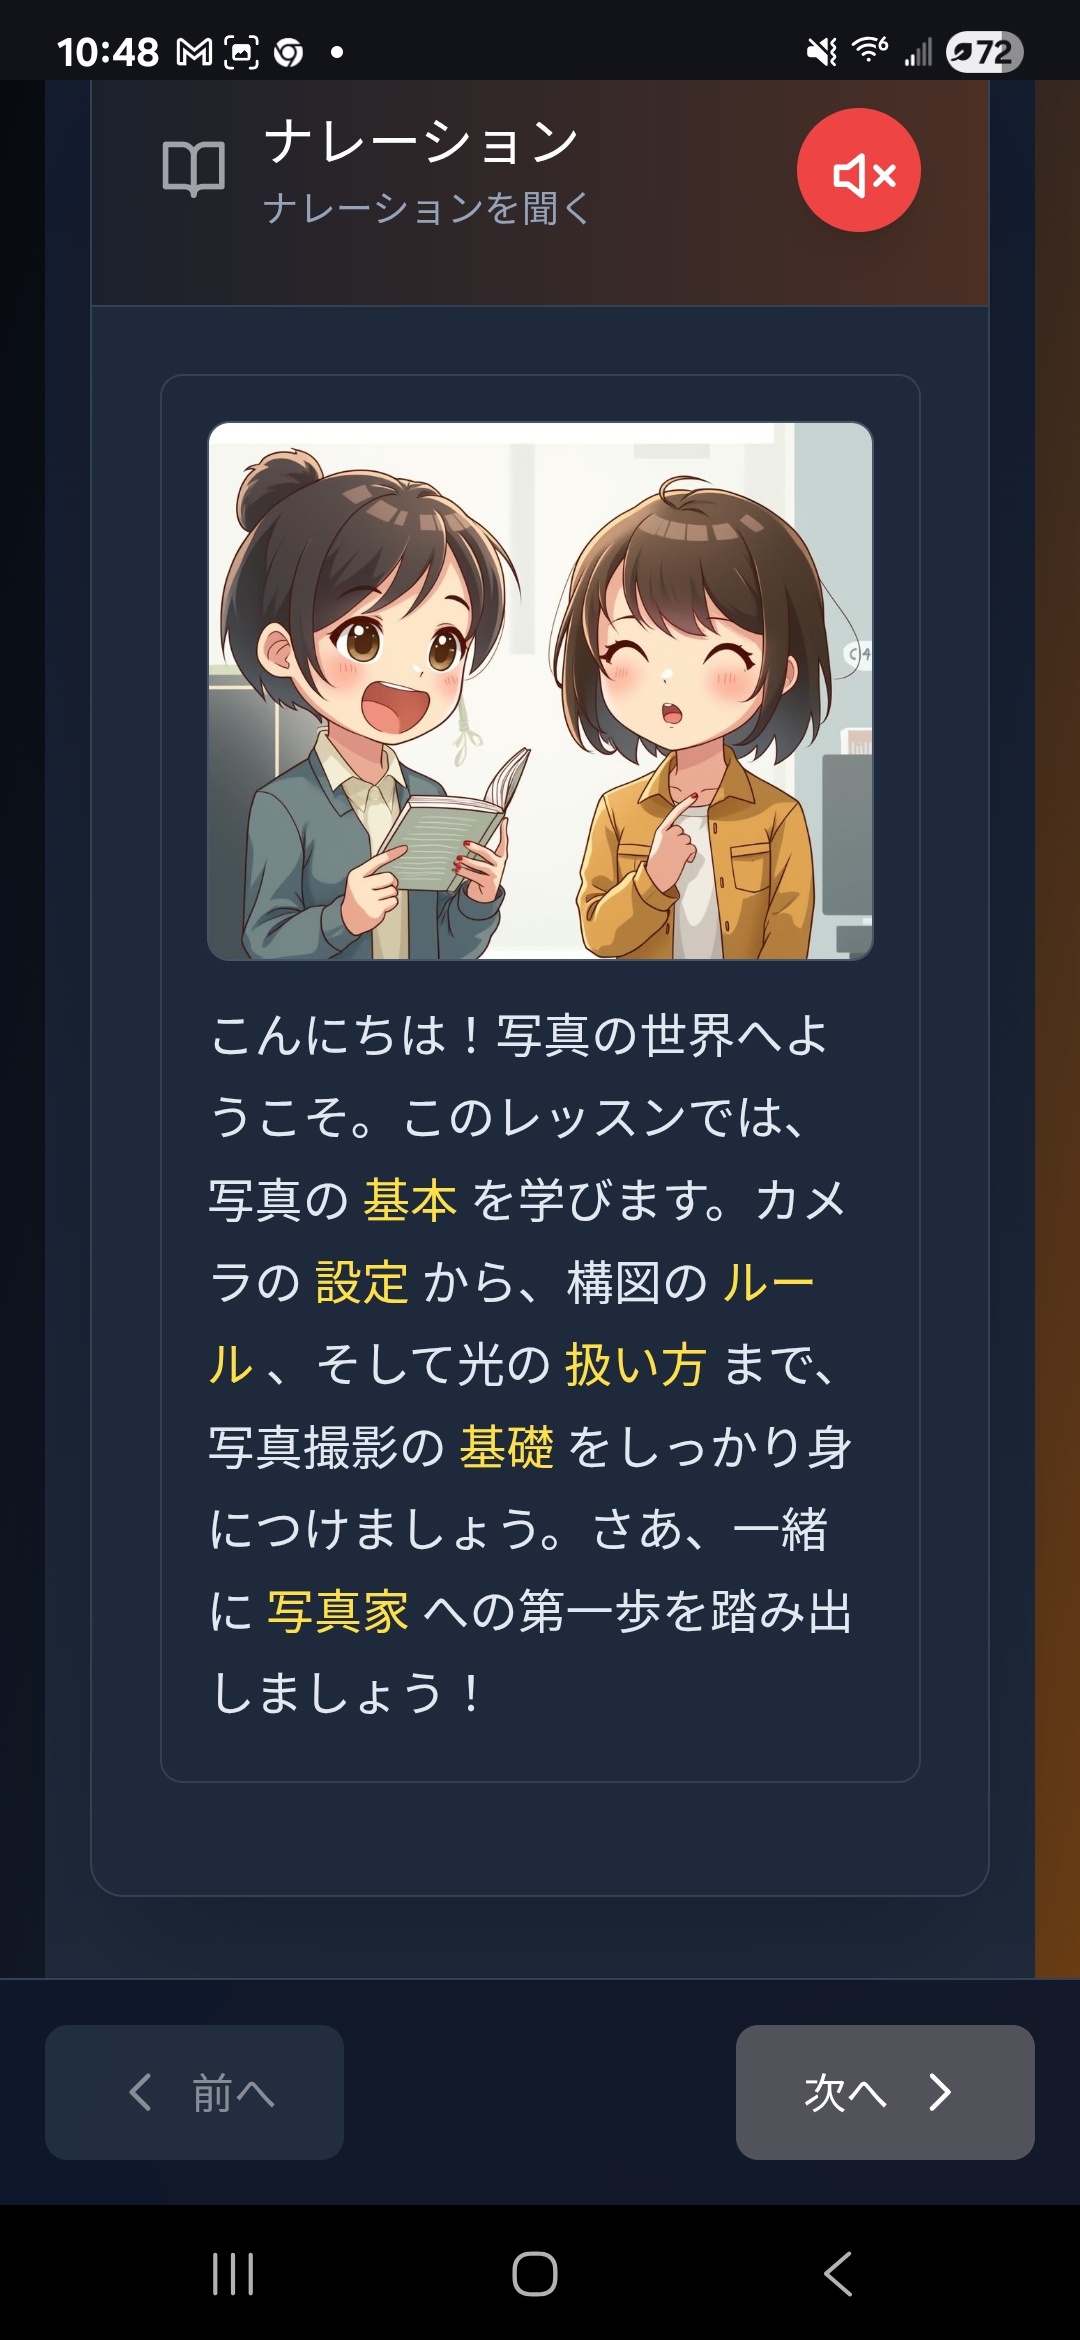 10:48
6
72
ナレーション
ナレーションを聞く
こんにちは！写真の世界へよ
うこそ。このレッスンでは、
写真の 基本 を学びます。カメ
ラの 設定 から、構図の ルー
ル 、そして光の 扱い方 まで、
写真撮影の 基礎 をしっかり身
につけましょう。さあ、一緒
に 写真家 への第一歩を踏み出
しましょう！
前へ
次へ